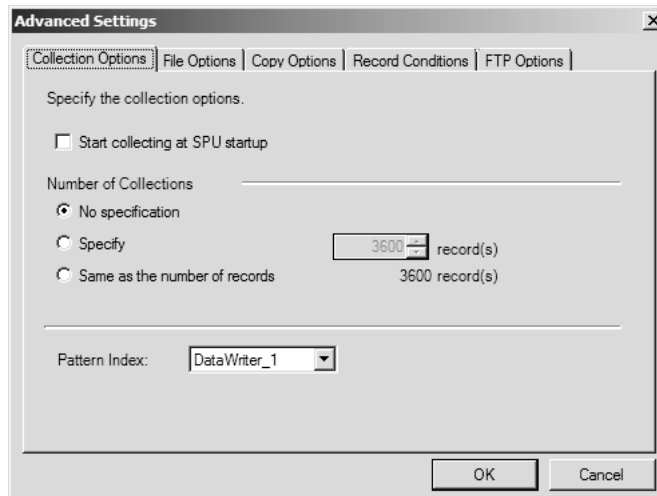 Advanced Settings
Collection Options File Options Copy Options Record Conditions FTP Options
Specify the collection options.
Start collecting at SPU startup
Number of Collections
No specification
Specify 3600 record(s)
Same as the number of records 3600 record(s)
Pattern Index: DataWriter_1
OK Cancel